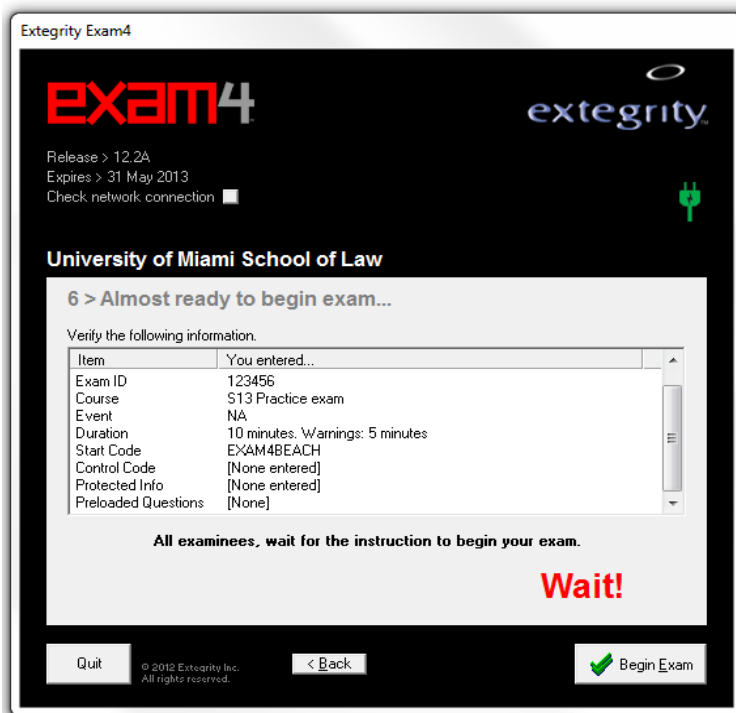 Extegrity Exam4
exam4
extegrity
Release > 12.2A
Expires > 31 May 2013
Check network connection
University of Miami School of Law
6 > Almost ready to begin exam...
Verify the following information.
Item You entered...
Exam ID 123456
Course S13 Practice exam
Event NA
Duration 10 minutes. Warnings: 5 minutes
Start Code EXAM4BEACH
Control Code [None entered]
Protected Info [None entered]
Preloaded Questions [None]
All examinees, wait for the instruction to begin your exam.
Wait!
Quit
© 2012 Extegrity Inc.
All rights reserved.
< Back
Begin Exam